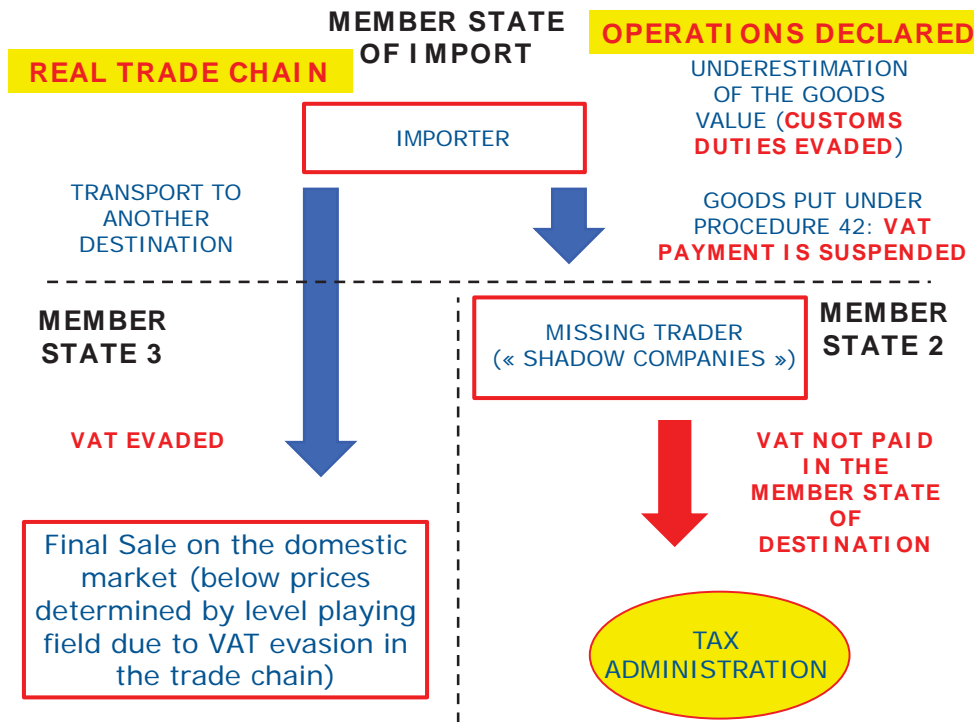 MEMBER STATE
OF IMPORT
OPERATIONS DECLARED
REAL TRADE CHAIN
UNDERESTIMATION
OF THE GOODS
VALUE (CUSTOMS
DUTIES EVADED)
IMPORTER
TRANSPORT TO
ANOTHER
DESTINATION
GOODS PUT UNDER
PROCEDURE 42: VAT
PAYMENT IS SUSPENDED
MEMBER
STATE 3
MISSING TRADER
(« SHADOW COMPANIES »)
MEMBER
STATE 2
VAT EVADED
VAT NOT PAID
IN THE
MEMBER STATE
OF
DESTINATION
Final Sale on the domestic
market (below prices
determined by level playing
field due to VAT evasion in
the trade chain)
TAX
ADMINISTRATION